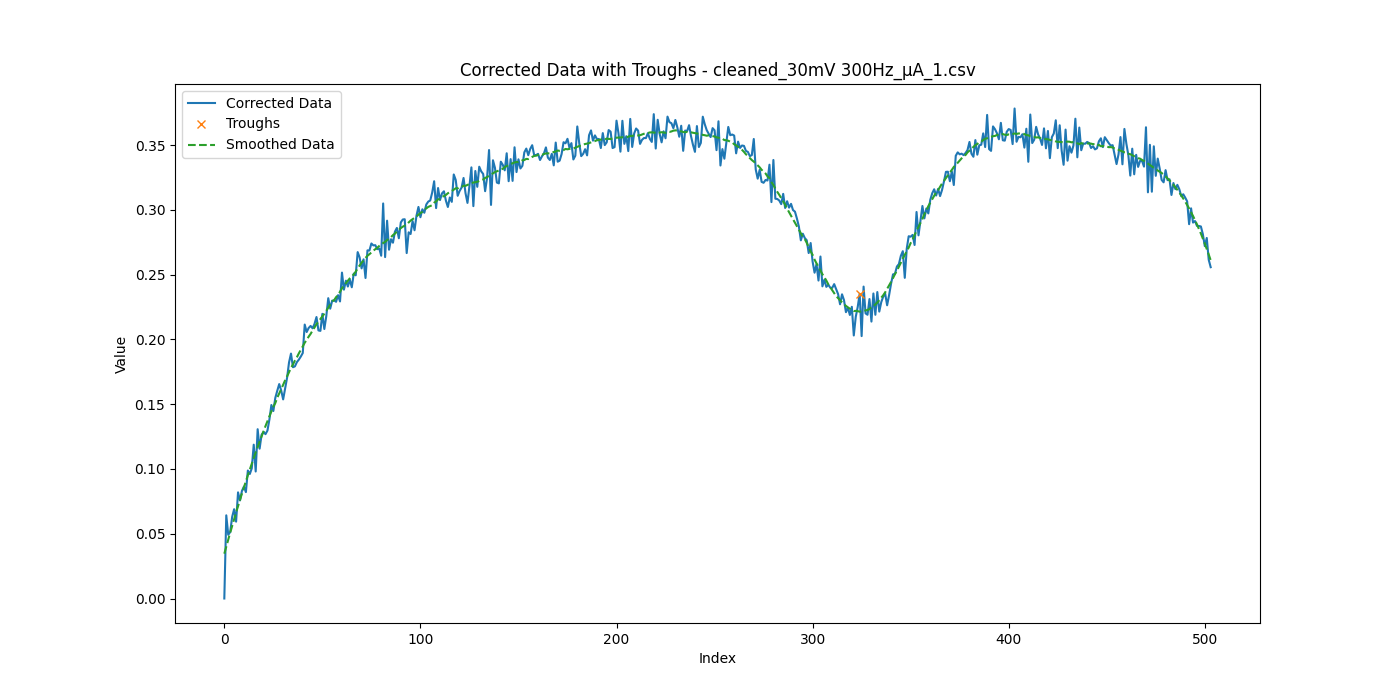 Corrected Data with Troughs - cleaned_30mV 300Hz_µA_1.csv
Corrected Data
Troughs
Smoothed Data
0.35
0.30
0.25
0.20
0.15
0.10
0.05
0.00
Value
0 100 200 300 400 500
Index